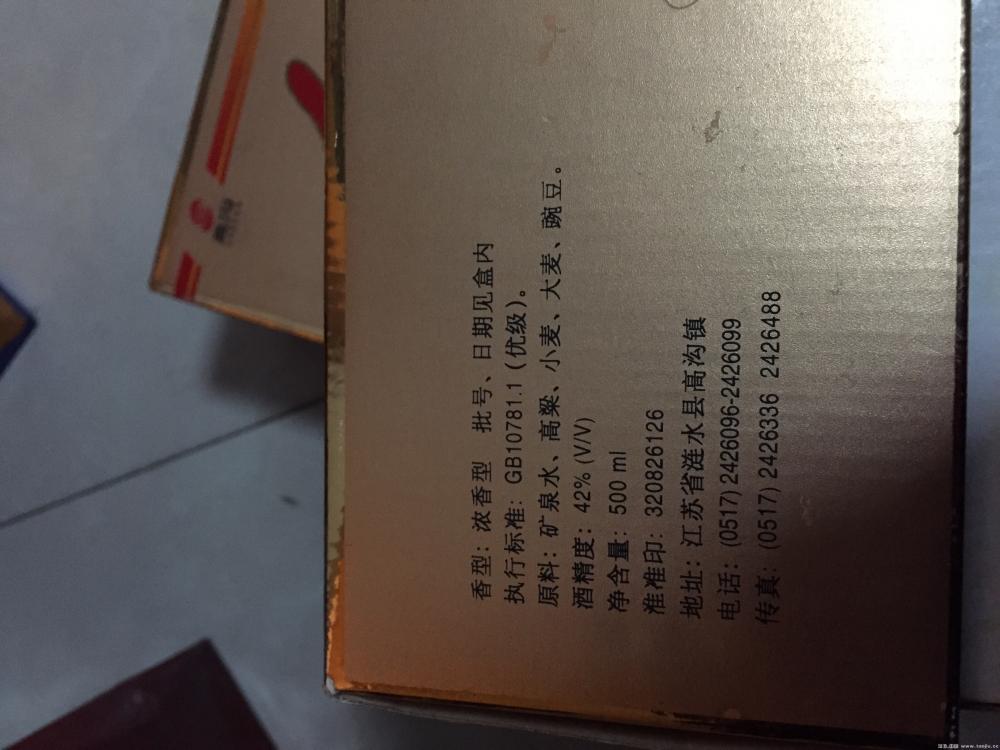 香型: 浓香型 批号、日期见盒内
执行标准: GB10781.1 (优级)。
原料: 矿泉水、高粱、小麦、大麦、豌豆。
酒精度: 42% (V/V)
净含量: 500 ml
准准印: 320826126
地址: 江苏省涟水县高沟镇
电话: (0517) 2426096-2426099
传真: (0517) 2426336 2426488